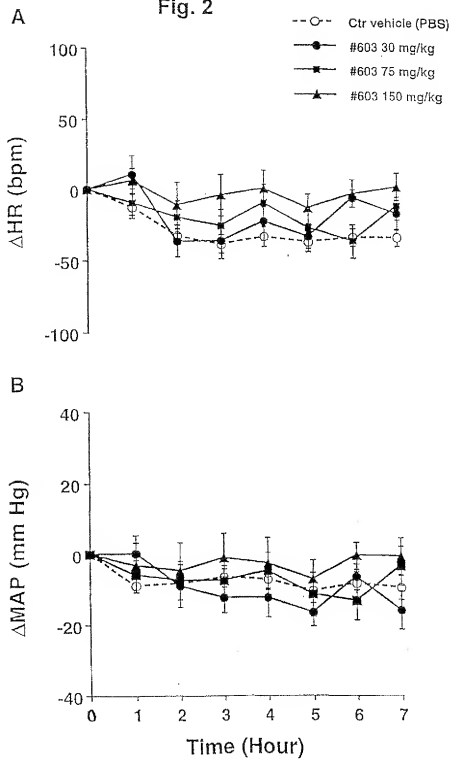 Fig. 2
A
Ctr vehicle (PBS)
#603 30 mg/kg
#603 75 mg/kg
#603 150 mg/kg
100
50
0
-50
-100
ΔHR (bpm)
B
40
20
0
-20
-40
ΔMAP (mm Hg)
0 1 2 3 4 5 6 7
Time (Hour)